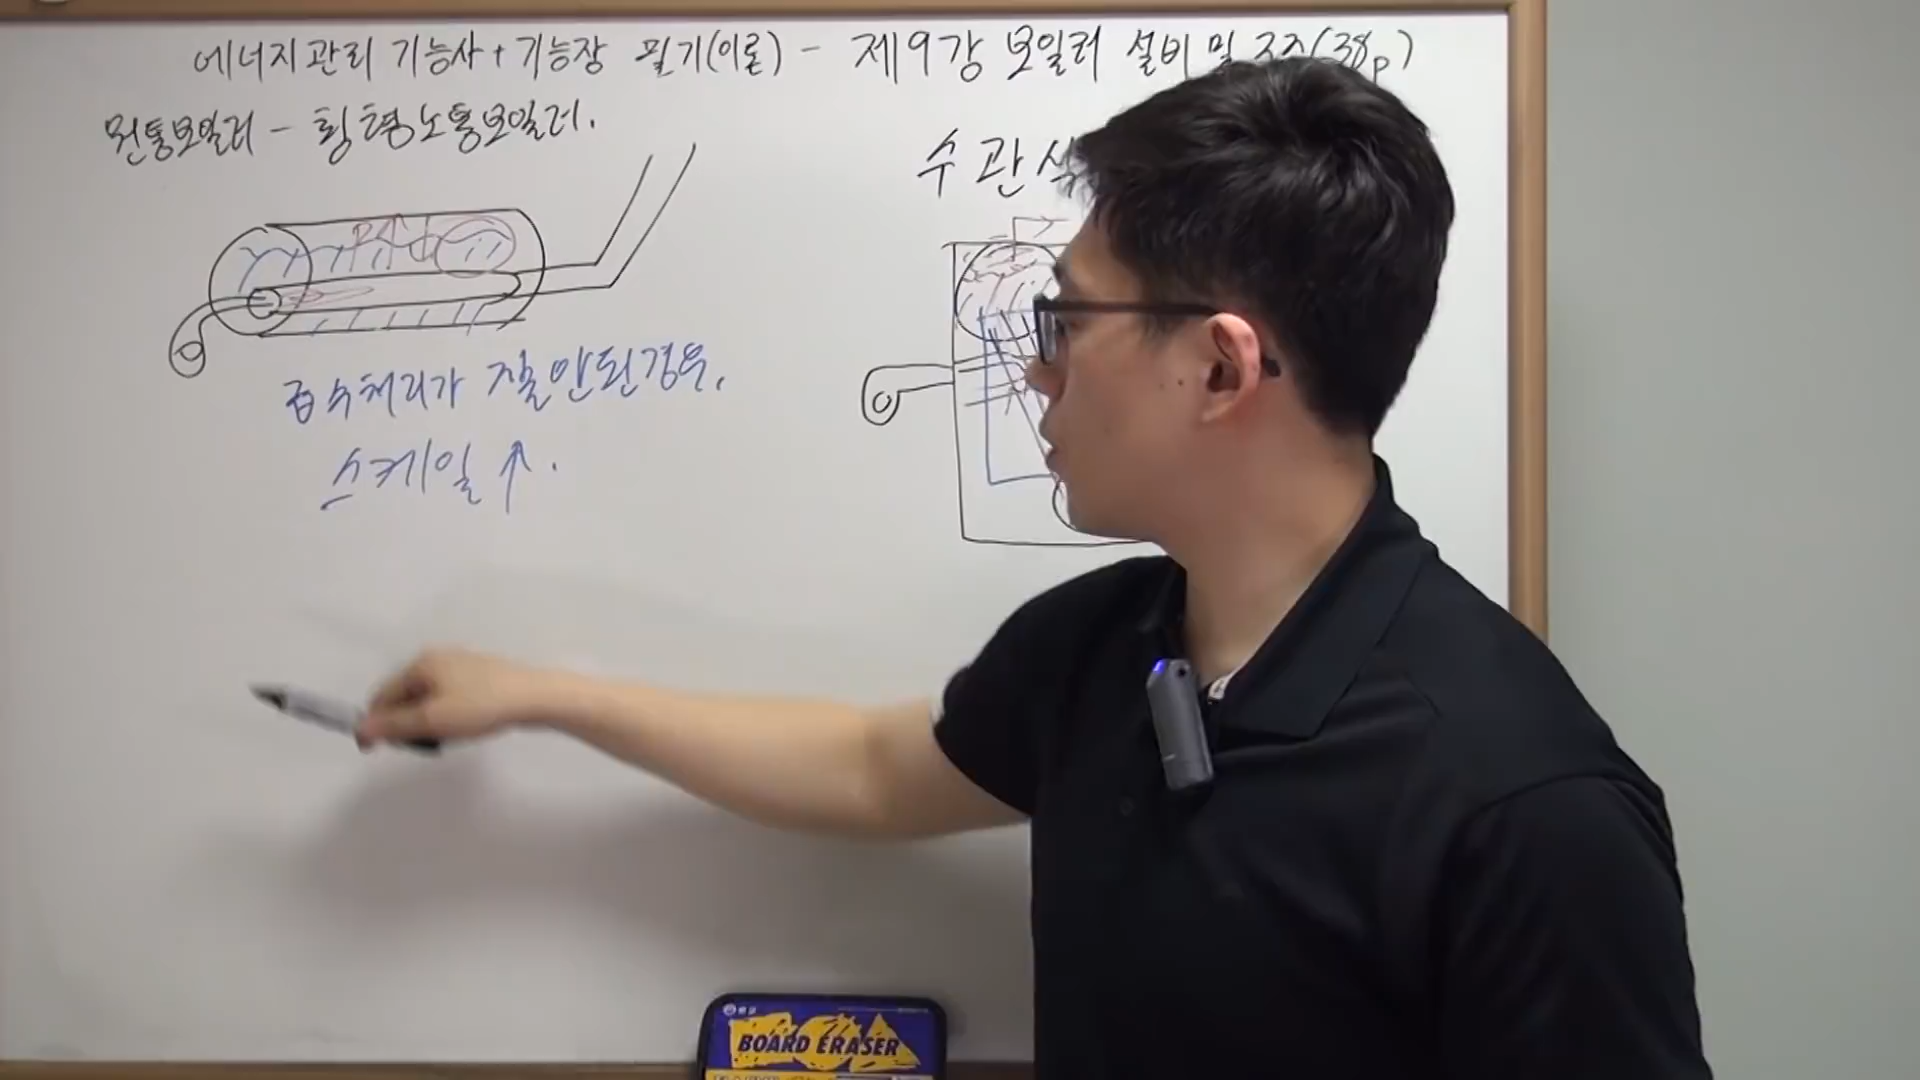 에너지관리 기능사+기능장 필기(이론) - 제9강 보일러 설비 및 구조(38p)
원통보일러 - 횡형노통보일러.
수관식
급수처리가 잘안된경우.
스케일↑.
BOARD ERASER